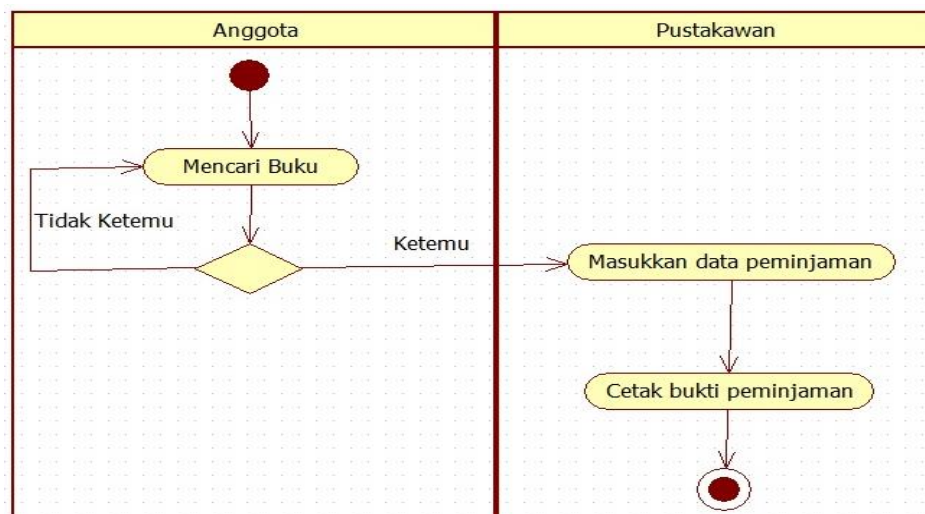 Anggota
Pustakawan
Mencari Buku
Tidak Ketemu
Ketemu
Masukkan data peminjaman
Cetak bukti peminjaman